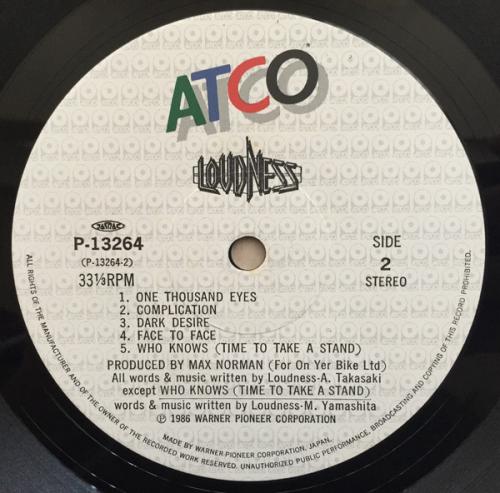 ATCO
LOUDNESS
JASRAC
P-13264
(P-13264-2)
33⅓RPM
SIDE
2
STEREO
1. ONE THOUSAND EYES
2. COMPLICATION
3. DARK DESIRE
4. FACE TO FACE
5. WHO KNOWS (TIME TO TAKE A STAND)
PRODUCED BY MAX NORMAN (For On Yer Bike Ltd)
All words & music written by Loudness-A. Takasaki
except WHO KNOWS (TIME TO TAKE A STAND)
words & music written by Loudness-M. Yamashita
Ⓟ 1986 WARNER PIONEER CORPORATION
MADE BY WARNER-PIONEER CORPORATION, JAPAN.
ALL RIGHTS OF THE MANUFACTURER AND OF THE OWNER OF THE RECORDED WORK RESERVED. UNAUTHORIZED PUBLIC PERFORMANCE, BROADCASTING AND COPYING OF THIS RECORD PROHIBITED.